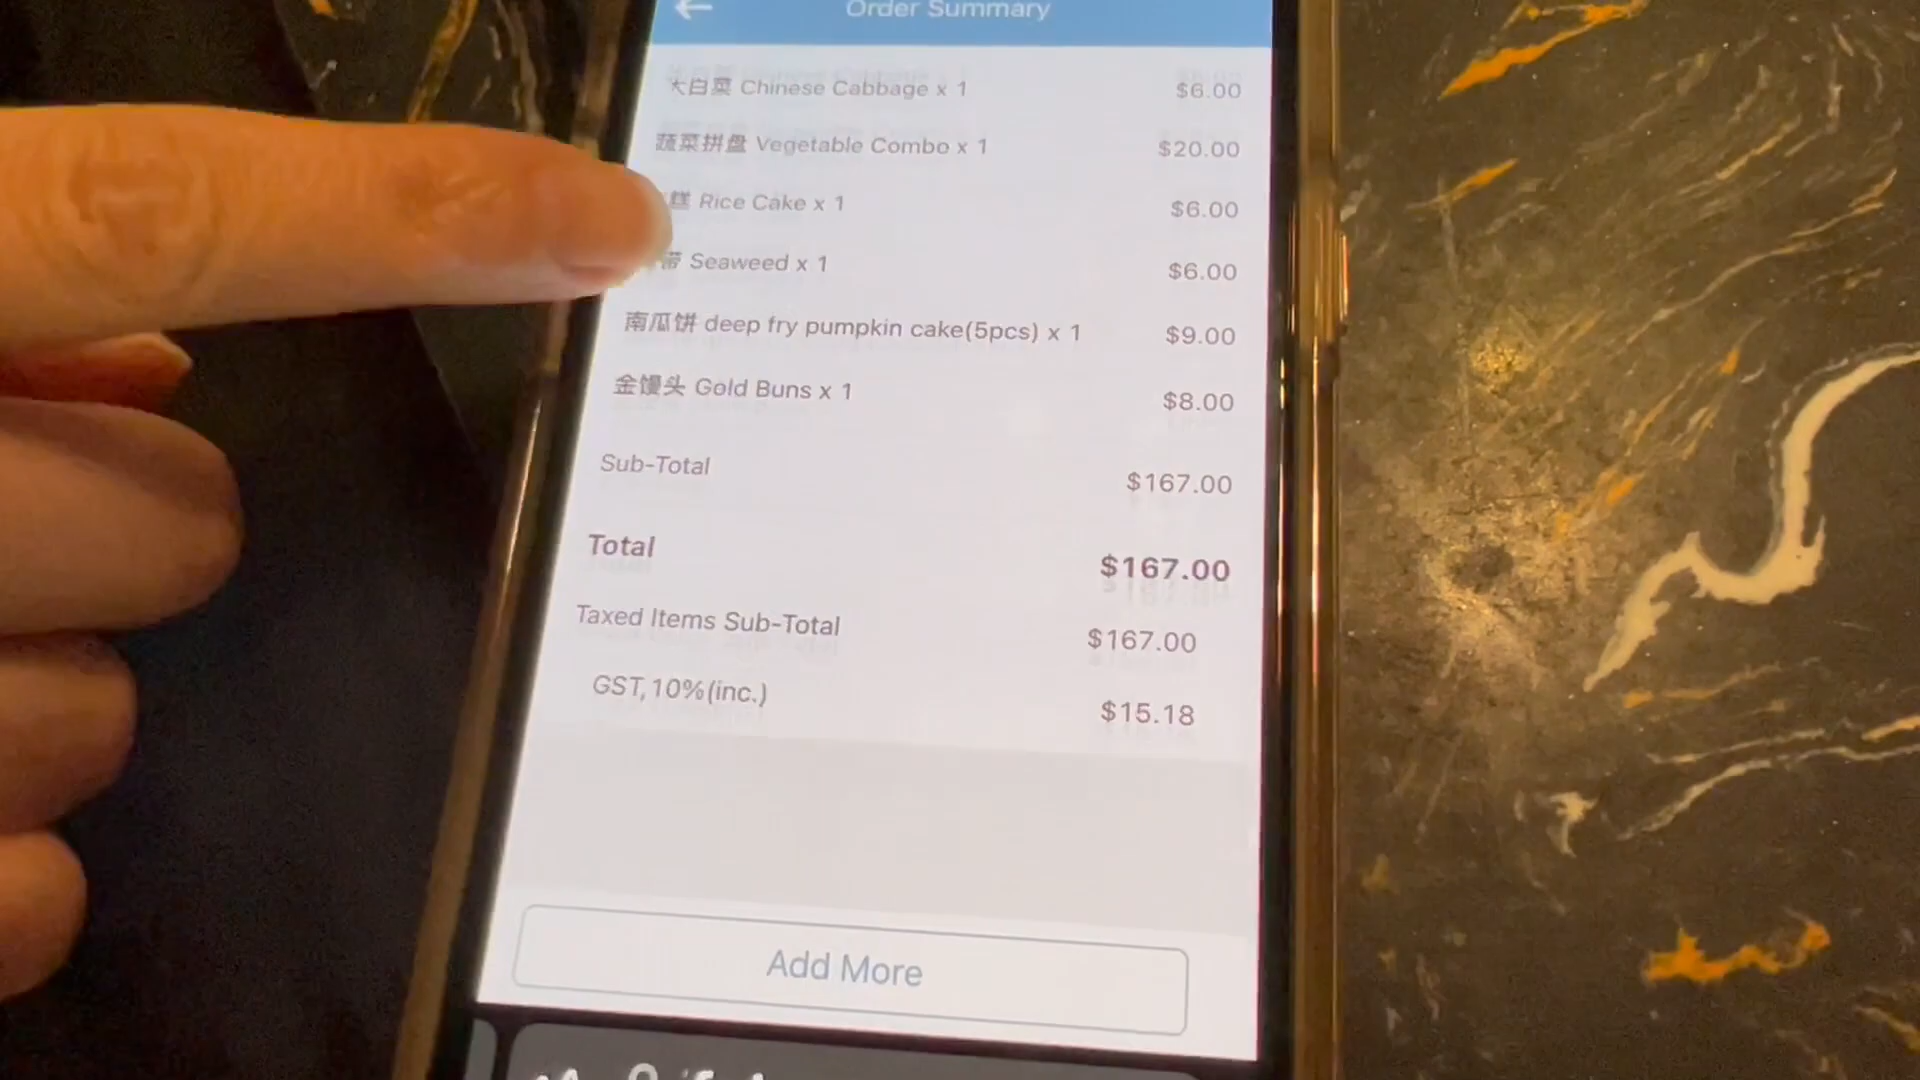 Order Summary
大白菜 Chinese Cabbage x 1 $6.00
蔬菜拼盘 Vegetable Combo x 1 $20.00
糕 Rice Cake x 1 $6.00
带 Seaweed x 1 $6.00
南瓜饼 deep fry pumpkin cake(5pcs) x 1 $9.00
金馒头 Gold Buns x 1 $8.00
Sub-Total $167.00
Total $167.00
Taxed Items Sub-Total $167.00
GST,10%(inc.) $15.18
Add More